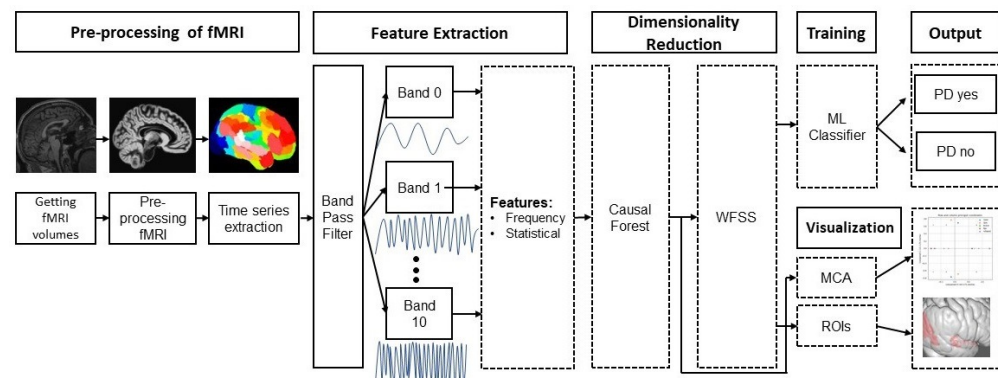 Pre-processing of fMRI
Feature Extraction
Dimensionality
Reduction
Training
Output
Getting
fMRI
volumes
Pre-
processing
fMRI
Time series
extraction
Band
Pass
Filter
Band 0
Band 1
Band
10
Features:
• Frequency
• Statistical
Causal
Forest
WFSS
ML
Classifier
PD yes
PD no
Visualization
MCA
ROIs